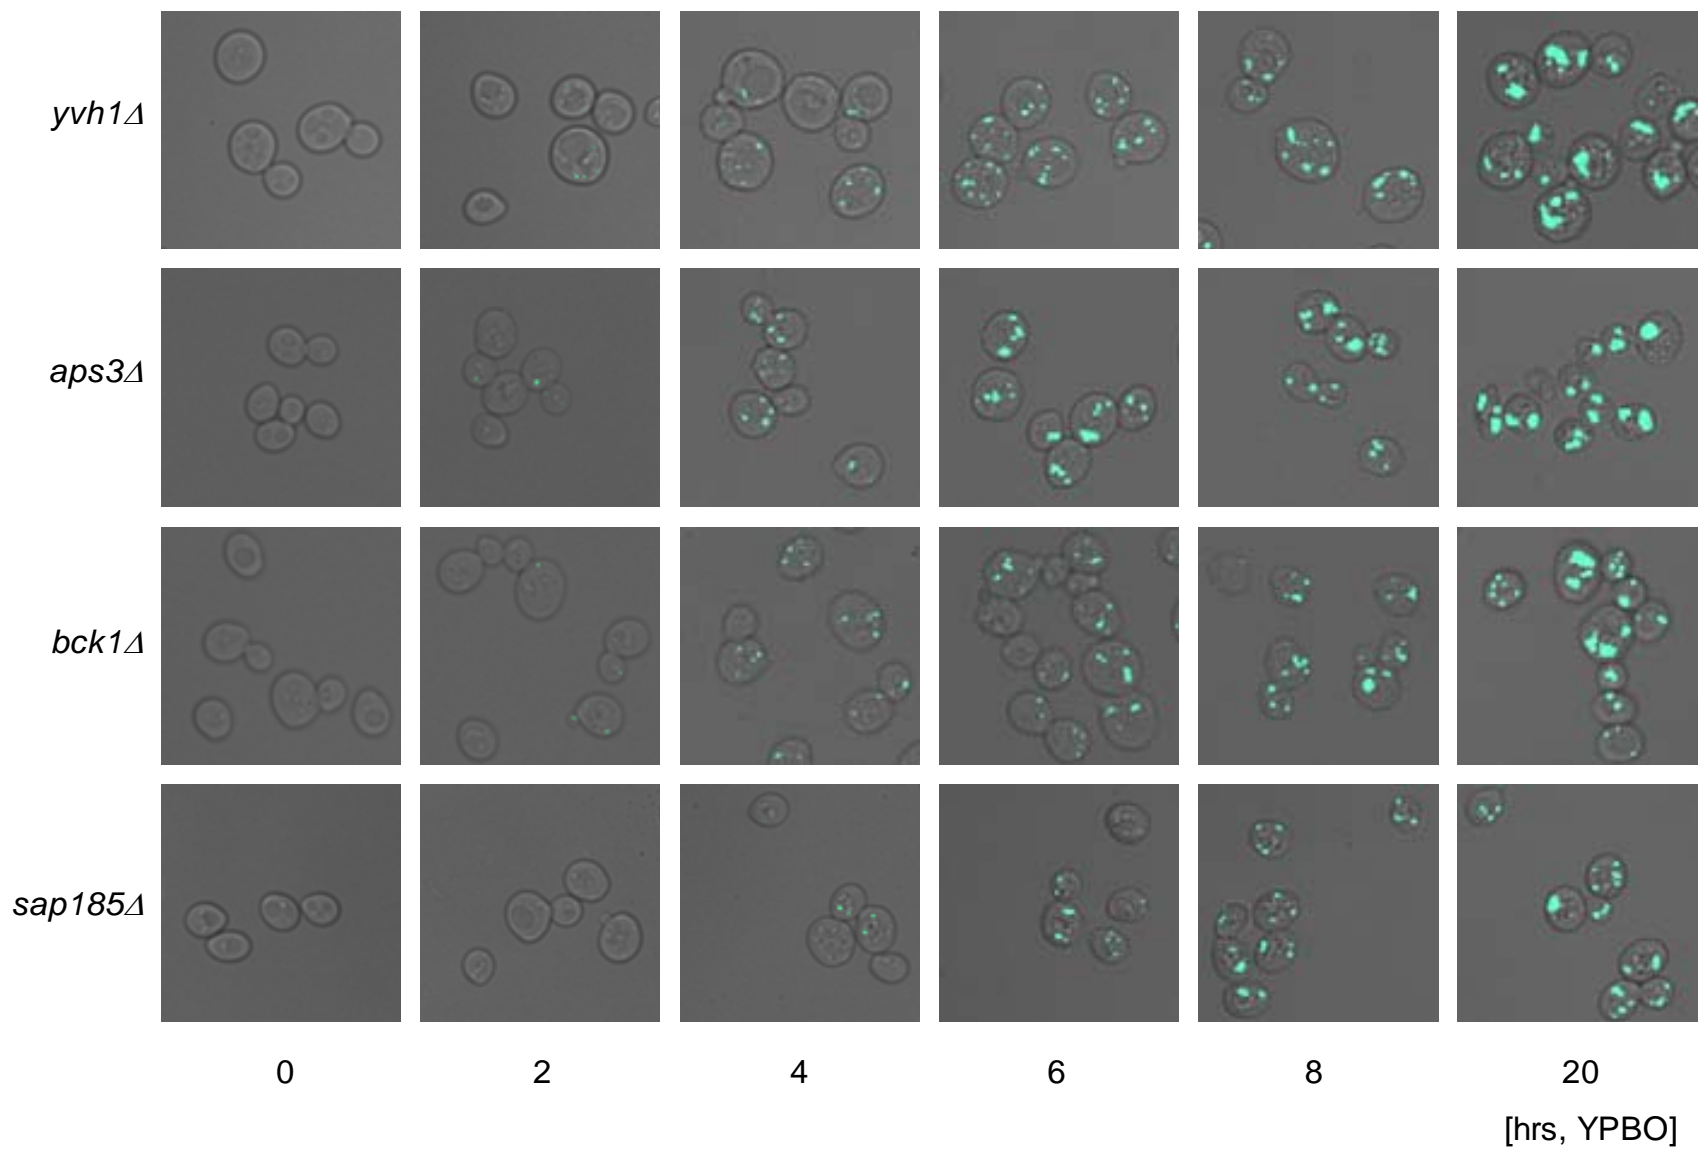 yvh1Δ
aps3Δ
bck1Δ
sap185Δ
0 2 4 6 8 20
[hrs, YPBO]